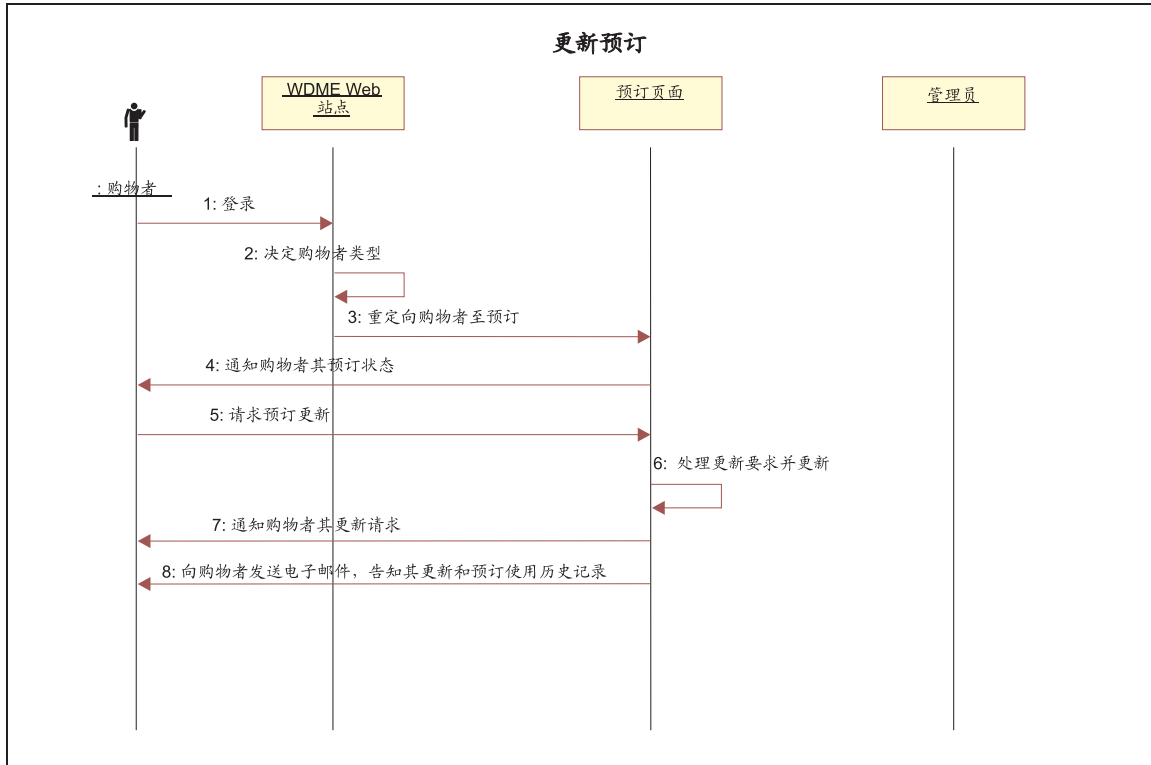 更新预订
WDME Web
站点
预订页面
管理员
: 购物者
1: 登录
2: 决定购物者类型
3: 重定向购物者至预订
4: 通知购物者其预订状态
5: 请求预订更新
6: 处理更新要求并更新
7: 通知购物者其更新请求
8: 向购物者发送电子邮件，告知其更新和预订使用历史记录